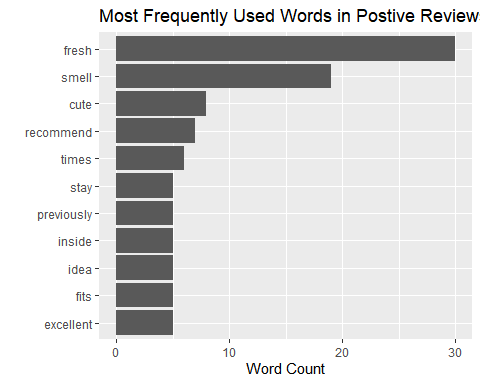 Most Frequently Used Words in Postive Review
fresh
smell
cute
recommend
times
stay
previously
inside
idea
fits
excellent
0 10 20 30
Word Count